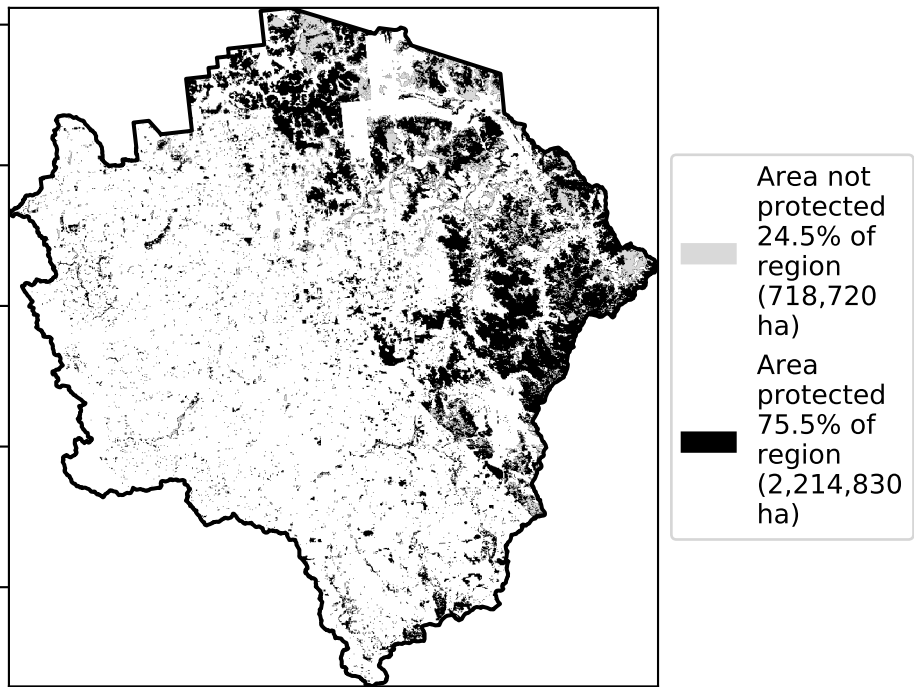 Area not
protected
24.5% of
region
(718,720
ha)
Area
protected
75.5% of
region
(2,214,830
ha)